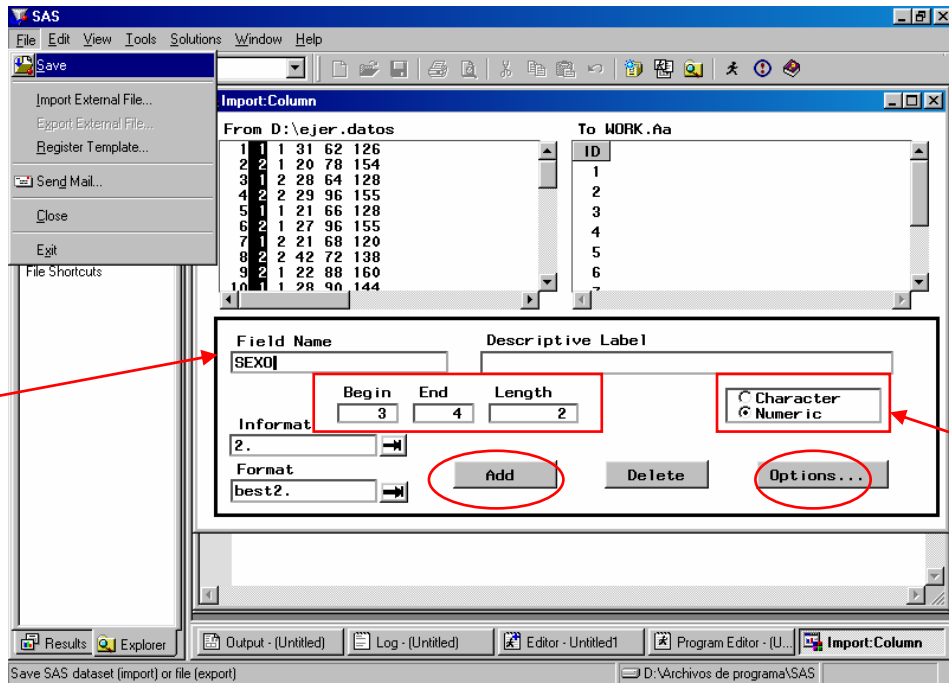 SAS
File Edit View Tools Solutions Window Help
Save
Import External File...
Export External File...
Register Template...
Send Mail...
Close
Exit
File Shortcuts
Import:Column
From D:\ejer.datos
To WORK.Aa
1 1 1 31 62 126
2 2 1 20 78 154
3 1 2 28 64 128
4 2 2 29 96 155
5 1 1 21 66 128
6 2 1 27 96 155
7 1 2 21 68 120
8 2 2 42 72 138
9 2 1 22 88 160
10 1 1 28 90 144
ID
1
2
3
4
5
6
Field Name
Descriptive Label
SEXO
Begin End Length
3 4 2
Character
Numeric
Informat
2.
Format
best2.
Add
Delete
Options...
Results Explorer
Output - (Untitled) Log - (Untitled) Editor - Untitled1 Program Editor - (U... Import:Column
Save SAS dataset (import) or file (export)
D:\Archivos de programa\SAS